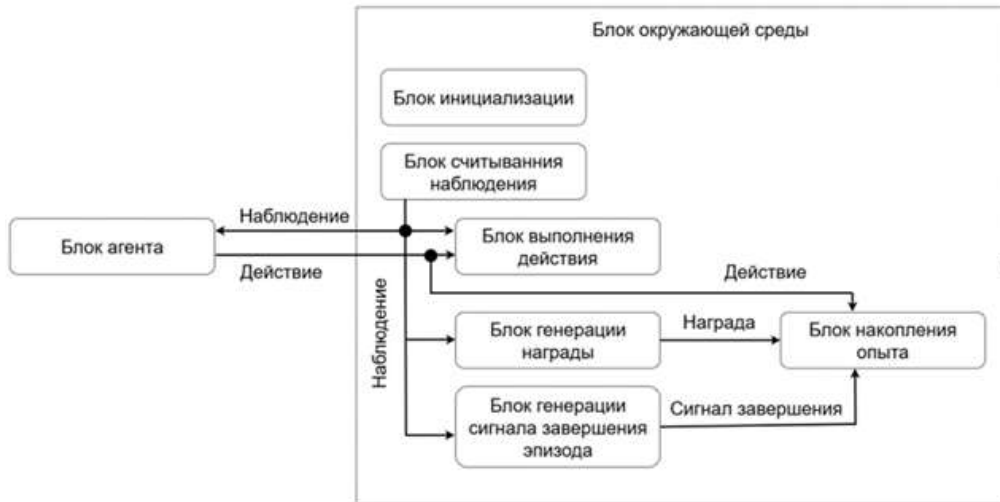 Блок окружающей среды
Блок инициализации
Блок считыванния
наблюдения
Наблюдение
Блок агента
Действие
Блок выполнения
действия
Действие
Наблюдение
Блок генерации
награды
Награда
Блок накопления
опыта
Блок генерации
сигнала завершения
эпизода
Сигнал завершения